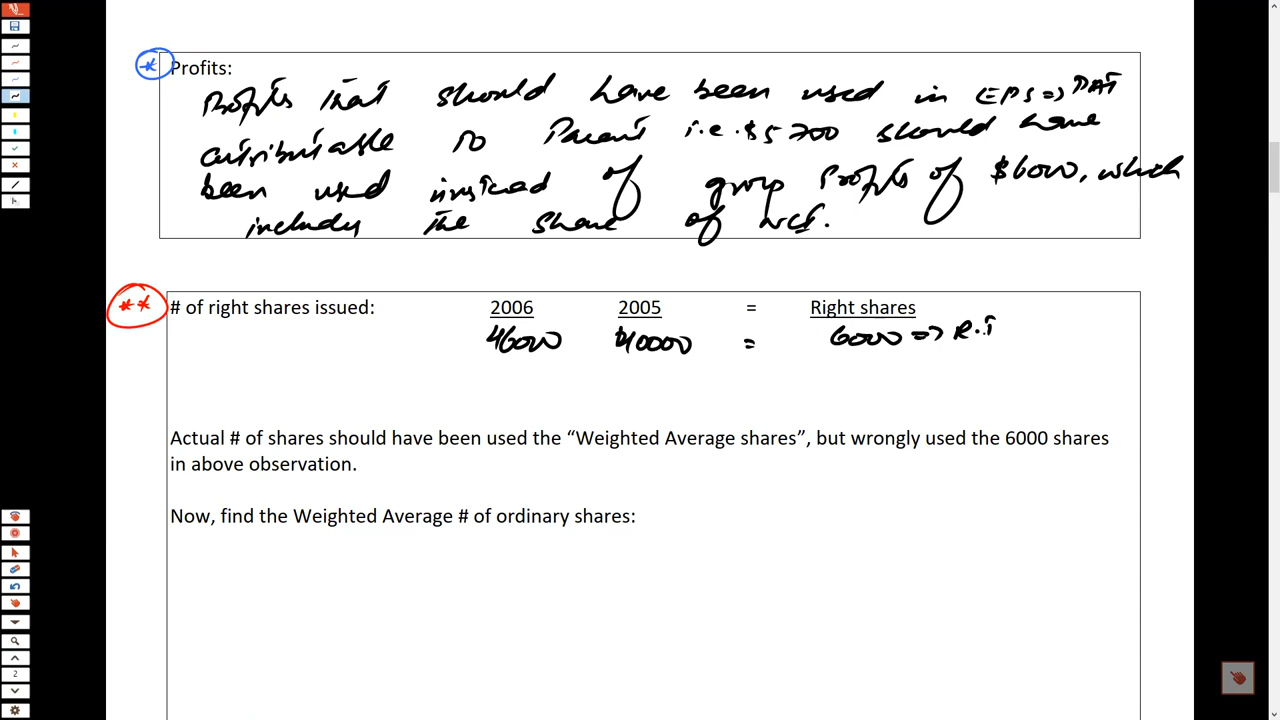 Profits:
Profits that should have been used in EPS => PAT
attributable to Parent i.e. $5700 should have
been used instead of group profits of $6000, which
includes the share of NCI.
** # of right shares issued: 2006 2005 = Right shares
46000 40000 = 6000 => R.I
Actual # of shares should have been used the “Weighted Average shares”, but wrongly used the 6000 shares
in above observation.
Now, find the Weighted Average # of ordinary shares:
2